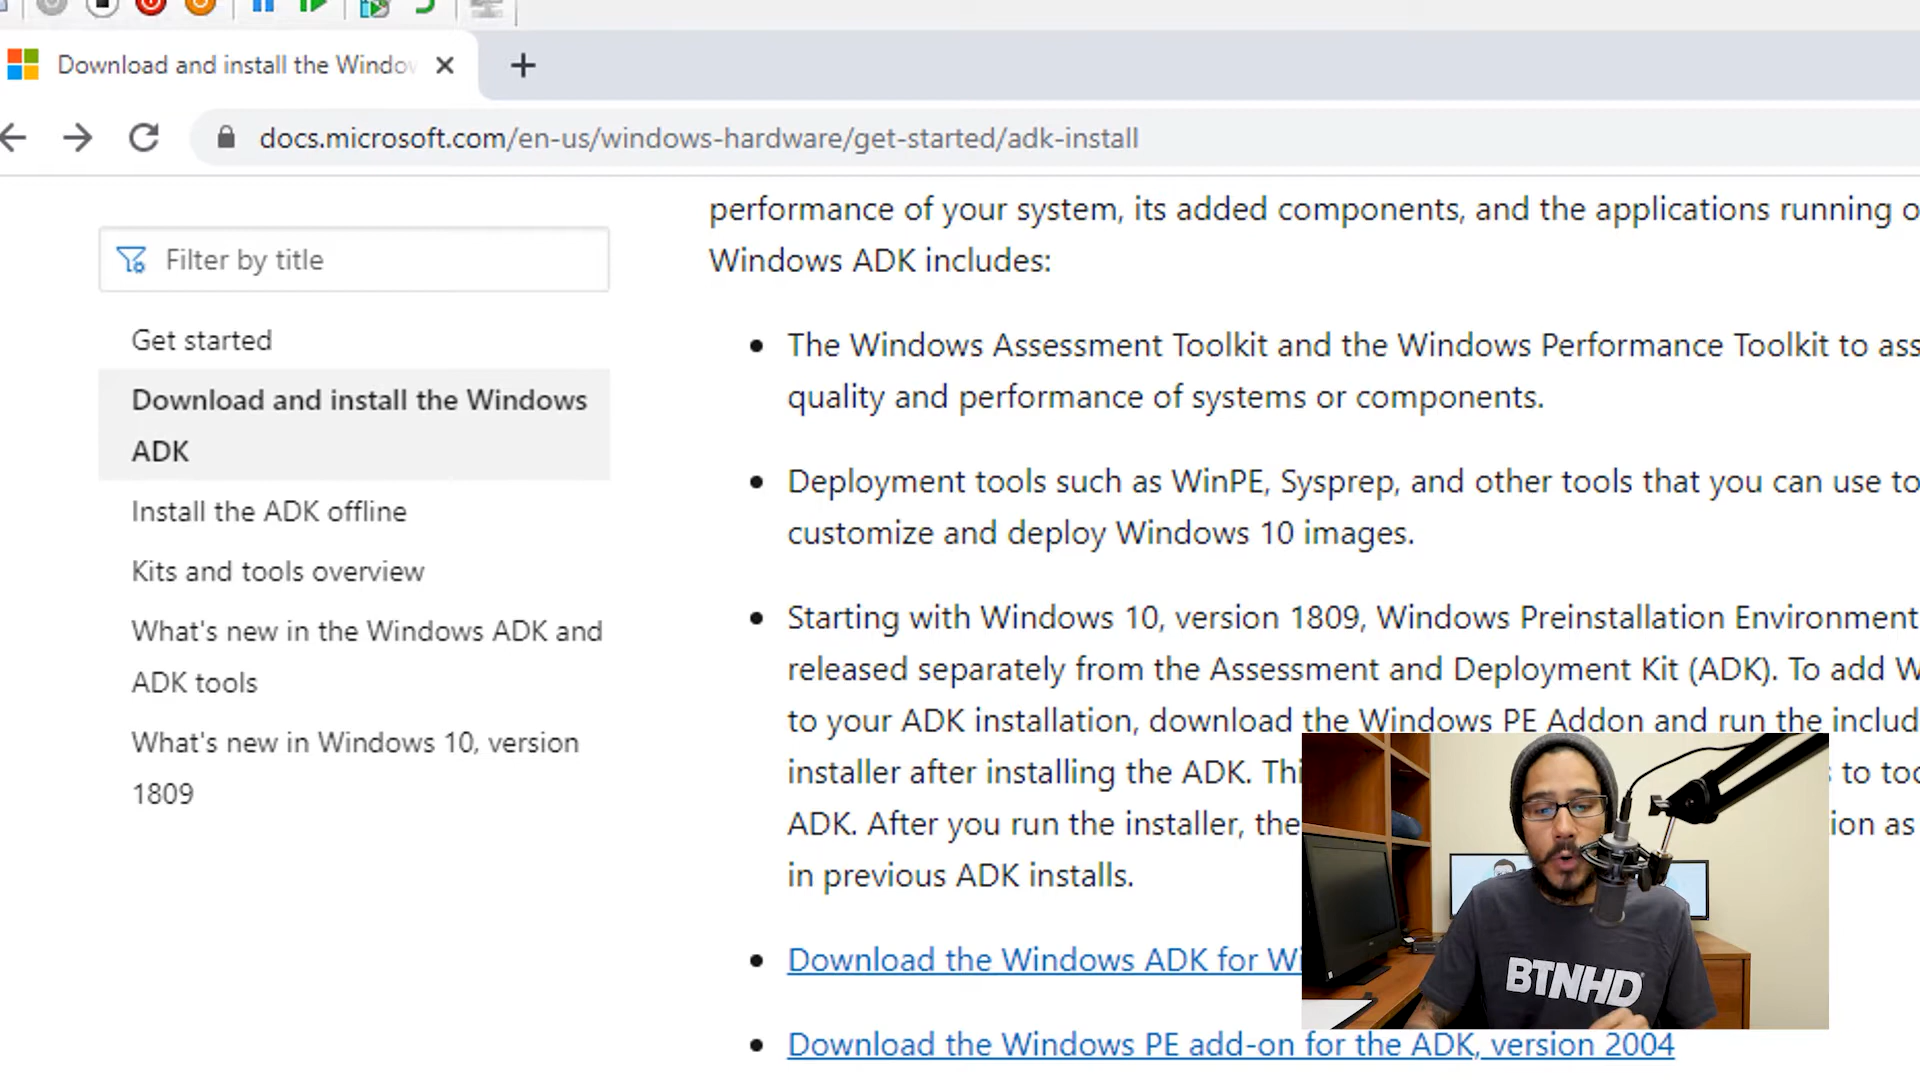 Download and install the Windo
docs.microsoft.com/en-us/windows-hardware/get-started/adk-install
Filter by title
Get started
Download and install the Windows
ADK
Install the ADK offline
Kits and tools overview
What's new in the Windows ADK and
ADK tools
What's new in Windows 10, version
1809
performance of your system, its added components, and the applications running
Windows ADK includes:
• The Windows Assessment Toolkit and the Windows Performance Toolkit to
quality and performance of systems or components.
• Deployment tools such as WinPE, Sysprep, and other tools that you can use to
customize and deploy Windows 10 images.
• Starting with Windows 10, version 1809, Windows Preinstallation Environment
released separately from the Assessment and Deployment Kit (ADK). To add
to your ADK installation, download the Windows PE Addon and run the includ
installer after installing the ADK. to
ADK. After you run the installer, as
in previous ADK installs.
• Download the Windows ADK for
• Download the Windows PE add-on for the ADK, version 2004
BTNHD